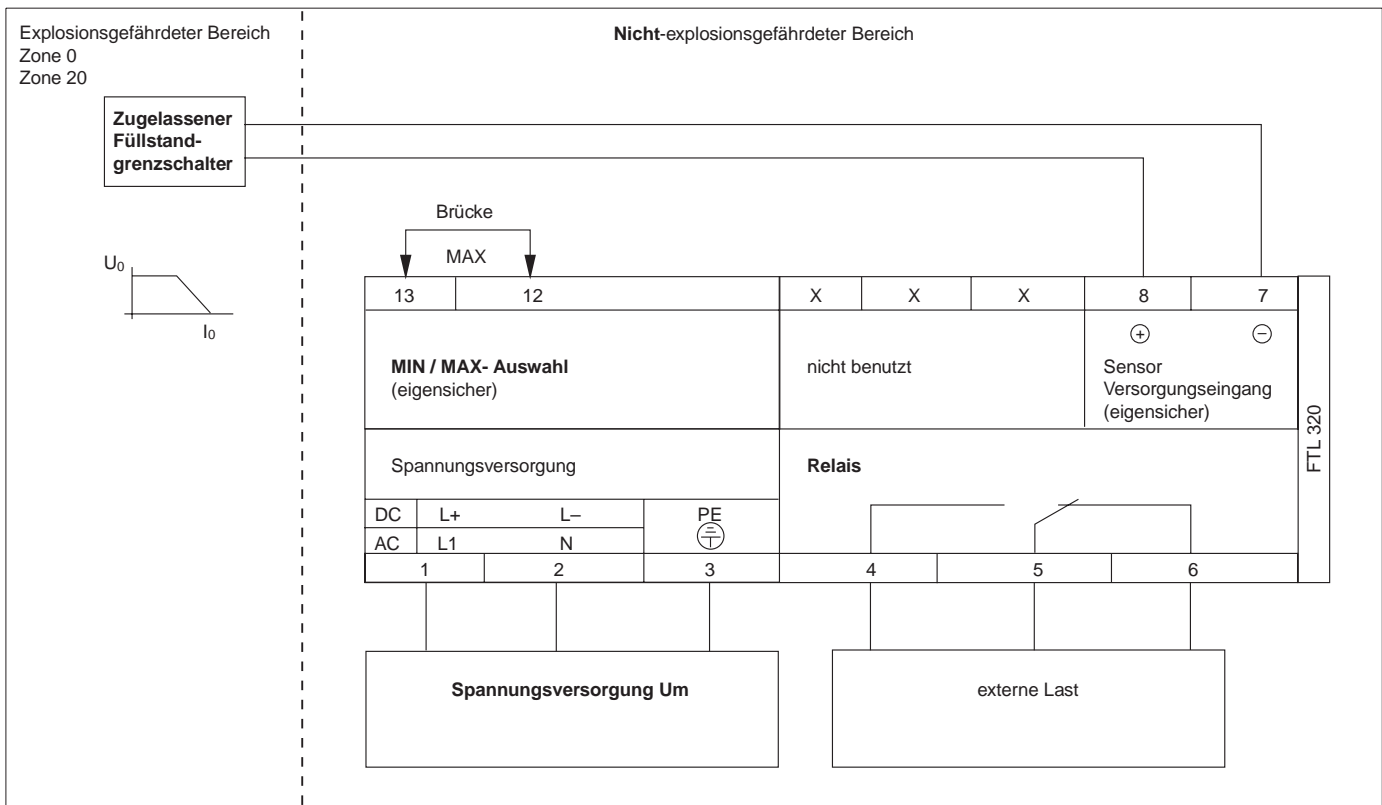 Explosionsgefährdeter Bereich
Zone 0
Zone 20
Nicht-explosionsgefährdeter Bereich
Zugelassener
Füllstand-
grenzschalter
Brücke
MAX
U0
I0
13 12 X X X 8 7
+ −
MIN / MAX- Auswahl
(eigensicher)
nicht benutzt
Sensor
Versorgungseingang
(eigensicher)
FTL 320
Spannungsversorgung
Relais
DC L+ L– PE
AC L1 N
1 2 3 4 5 6
Spannungsversorgung Um
externe Last